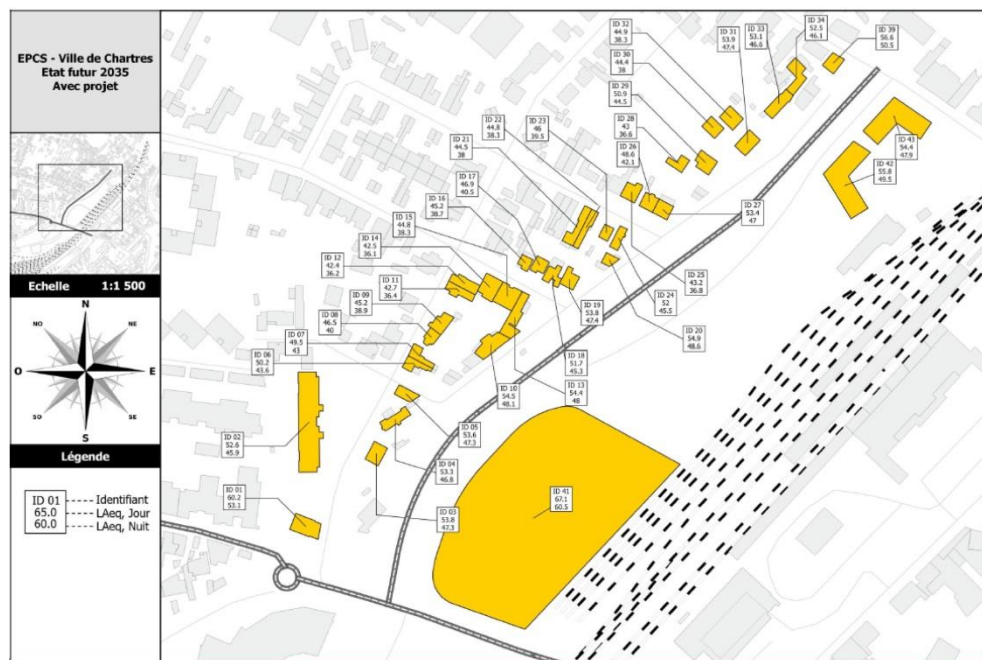 EPCS - Ville de Chartres
Etat futur 2035
Avec projet
Echelle 1:1 500
N
NO
NE
O
E
SO
SE
S
Légende
ID 01 ------ Identifiant
65.0 ------ LAeq, Jour
60.0 ------ LAeq, Nuit
ID 32
44.9
38.3
ID 30
44.4
38
ID 29
50.9
44.5
ID 28
43
36.6
ID 26
48.6
42.1
ID 31
53.9
47.4
ID 33
53.1
46.6
ID 34
52.5
46.1
ID 39
56.6
50.5
ID 43
54.4
47.9
ID 42
55.8
49.5
ID 23
46
39.5
ID 22
44.8
38.3
ID 21
44.5
38
ID 17
46.9
40.5
ID 16
45.2
38.7
ID 15
44.8
38.3
ID 14
42.5
36.1
ID 12
42.4
36.2
ID 11
42.7
36.4
ID 09
45.2
38.9
ID 08
46.5
40
ID 07
49.5
43
ID 06
50.2
43.6
ID 27
53.4
47
ID 25
43.2
36.8
ID 24
52
45.5
ID 20
54.9
48.6
ID 19
53.8
47.4
ID 18
51.7
45.3
ID 13
54.4
48
ID 10
54.5
48.1
ID 05
53.6
47.3
ID 04
53.3
46.8
ID 03
53.8
47.3
ID 02
52.6
45.9
ID 01
60.2
53.1
ID 41
67.1
60.5